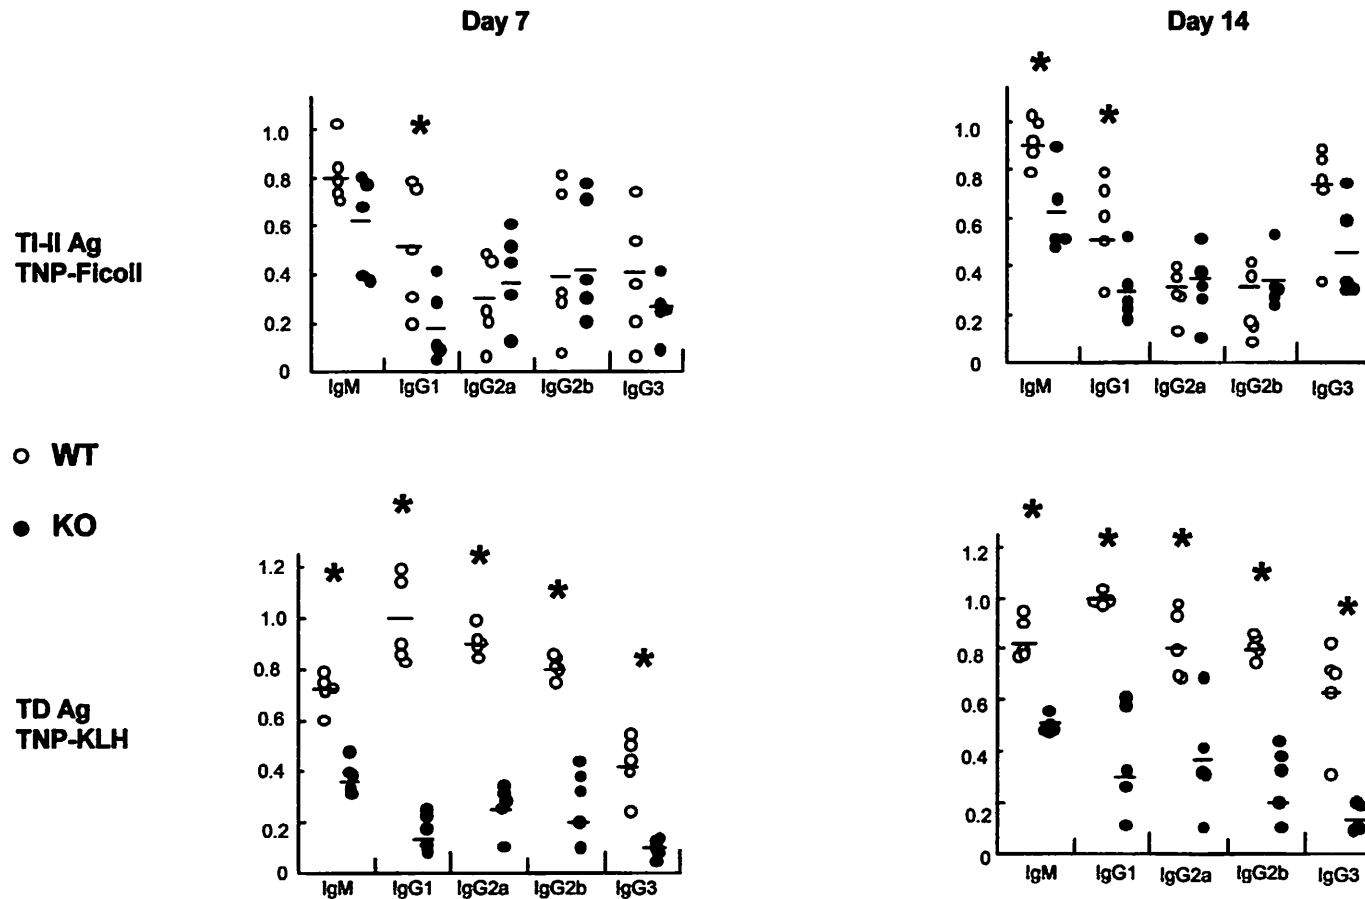 Day 7
Day 14
*
*
*
1.0
0.8
0.6
0.4
0.2
0
IgM
IgG1
IgG2a
IgG2b
IgG3
1.0
0.8
0.6
0.4
0.2
0
IgM
IgG1
IgG2a
IgG2b
IgG3
TI-II Ag
TNP-Ficoll
WT
KO
*
*
*
*
*
1.2
1.0
0.8
0.6
0.4
0.2
0
IgM
IgG1
IgG2a
IgG2b
IgG3
*
*
*
*
*
1.2
1.0
0.8
0.6
0.4
0.2
0
IgM
IgG1
IgG2a
IgG2b
IgG3
TD Ag
TNP-KLH